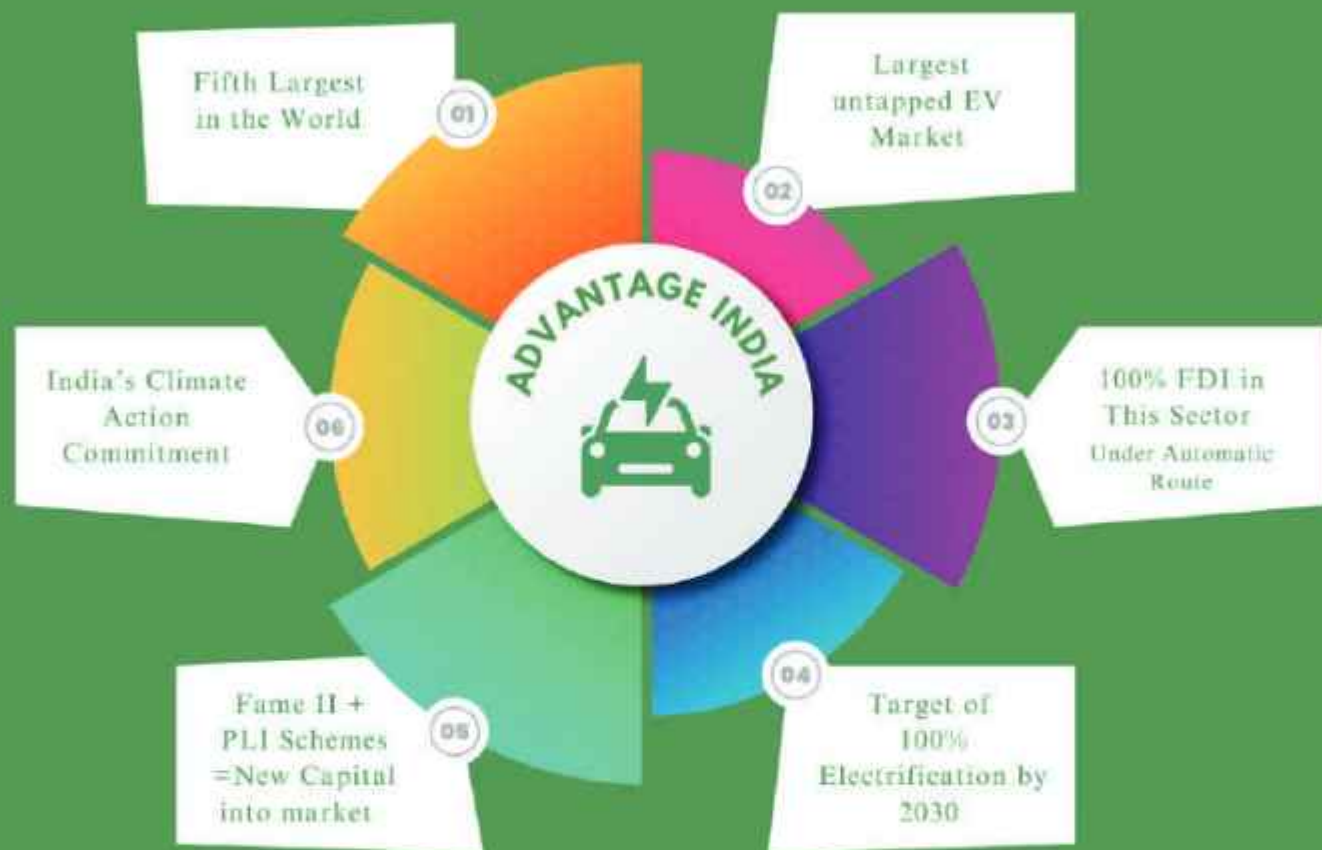 Fifth Largest
in the World
01
Largest
untapped EV
Market
02
ADVANTAGE INDIA
100% FDI in
This Sector
Under Automatic
Route
03
Target of
100%
Electrification by
2030
04
Fame II +
PLI Schemes
=New Capital
into market
05
India's Climate
Action
Commitment
06